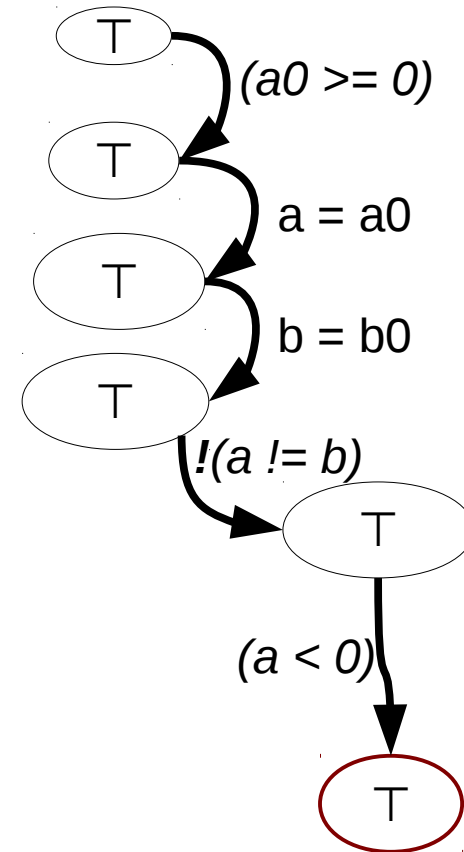 ⊤
(a0 >= 0)
⊤
a = a0
⊤
b = b0
⊤
!(a != b)
⊤
(a < 0)
⊤